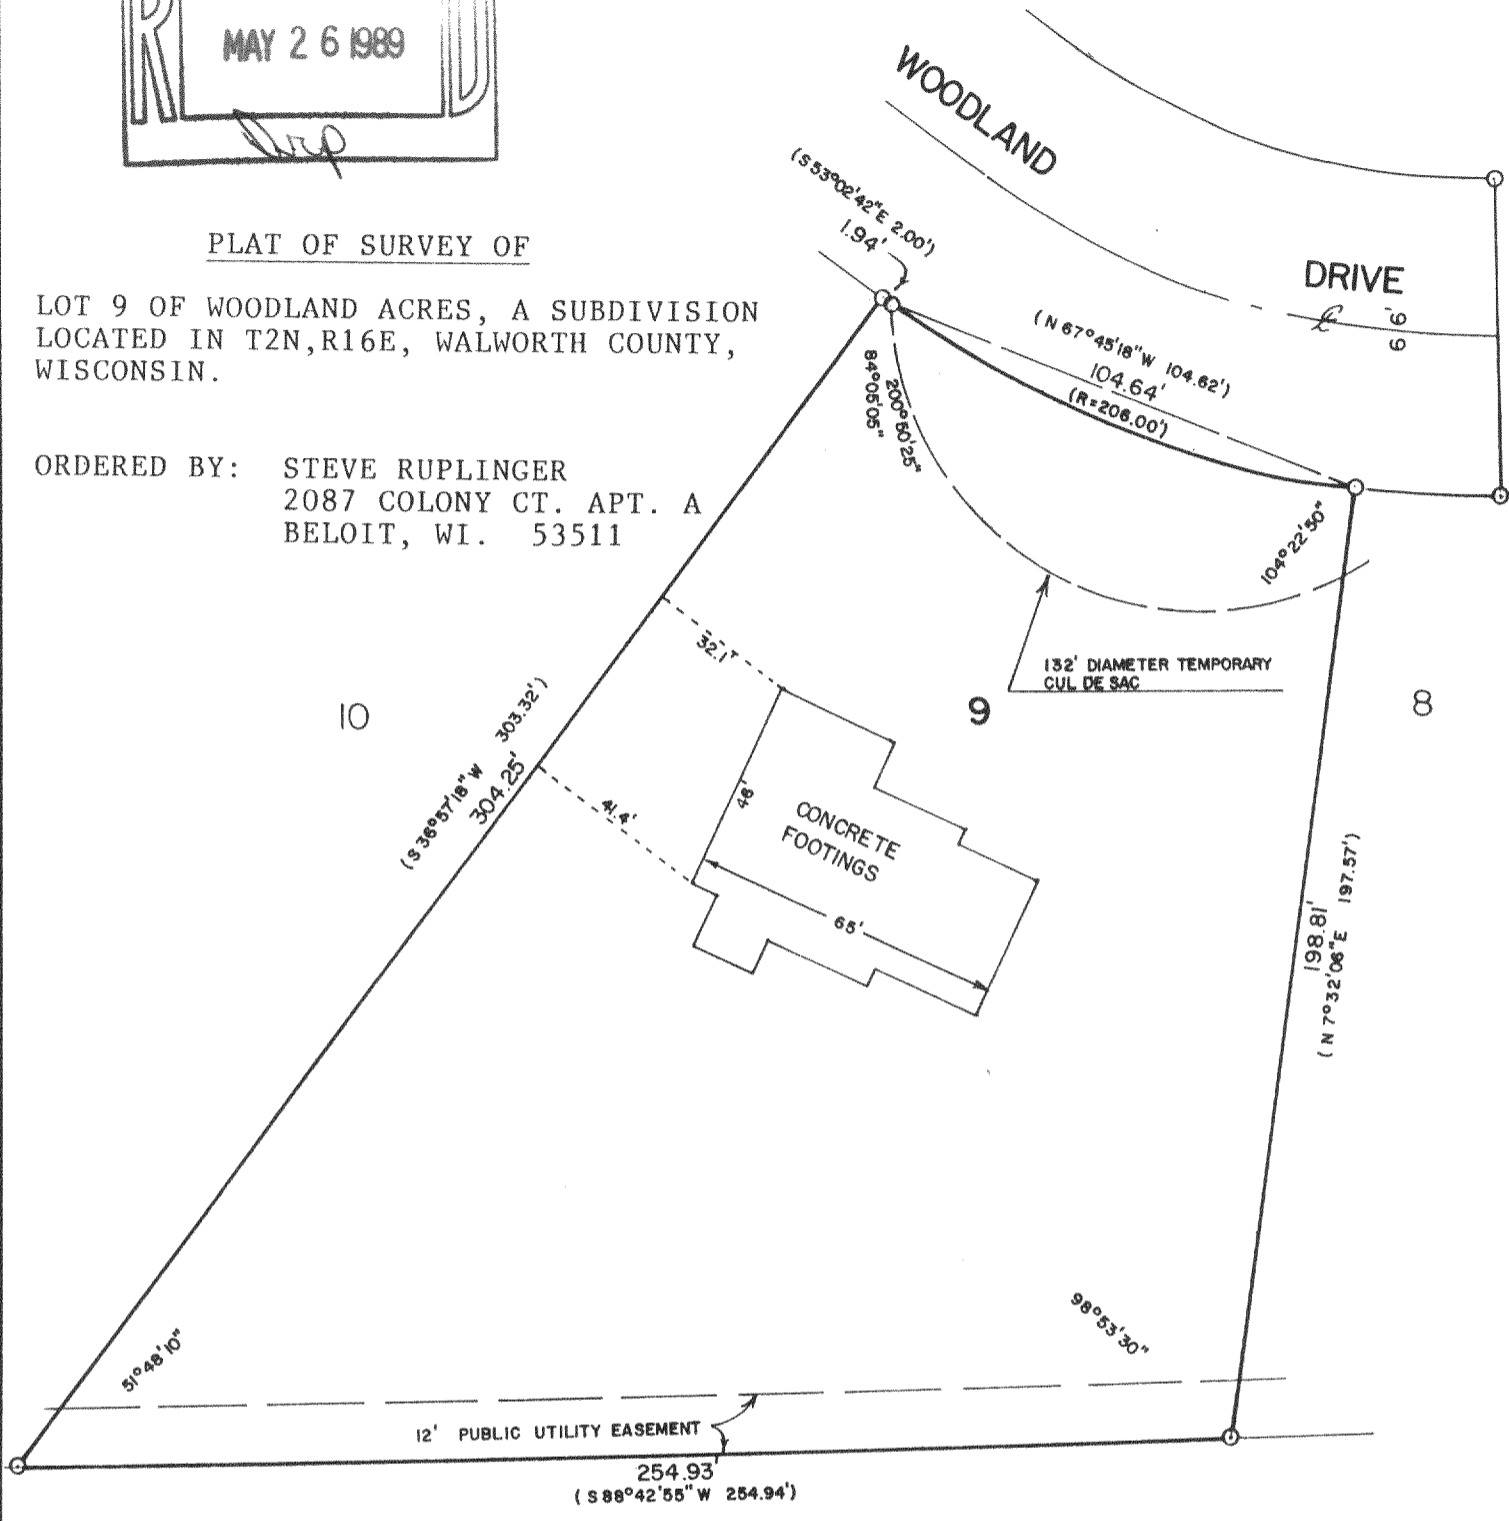 R
D
MAY 26 1989
PLAT OF SURVEY OF
LOT 9 OF WOODLAND ACRES, A SUBDIVISION
LOCATED IN T2N,R16E, WALWORTH COUNTY,
WISCONSIN.
ORDERED BY: STEVE RUPLINGER
2087 COLONY CT. APT. A
BELOIT, WI. 53511
WOODLAND
DRIVE
66'
(S 53°02'42"E 2.00')
1.94'
(N 67°45'18"W 104.62')
104.64'
(R=206.00')
84°05'05"
200°50'25"
104°22'50"
132' DIAMETER TEMPORARY
CUL DE SAC
32.1'
10
9
8
(S 36°57'18"W 303.32')
304.25'
41.4'
CONCRETE
FOOTINGS
65'
198.81'
(N 7°32'06"E 197.57')
51°48'10"
98°53'30"
12' PUBLIC UTILITY EASEMENT
254.93'
(S 88°42'55"W 254.94')